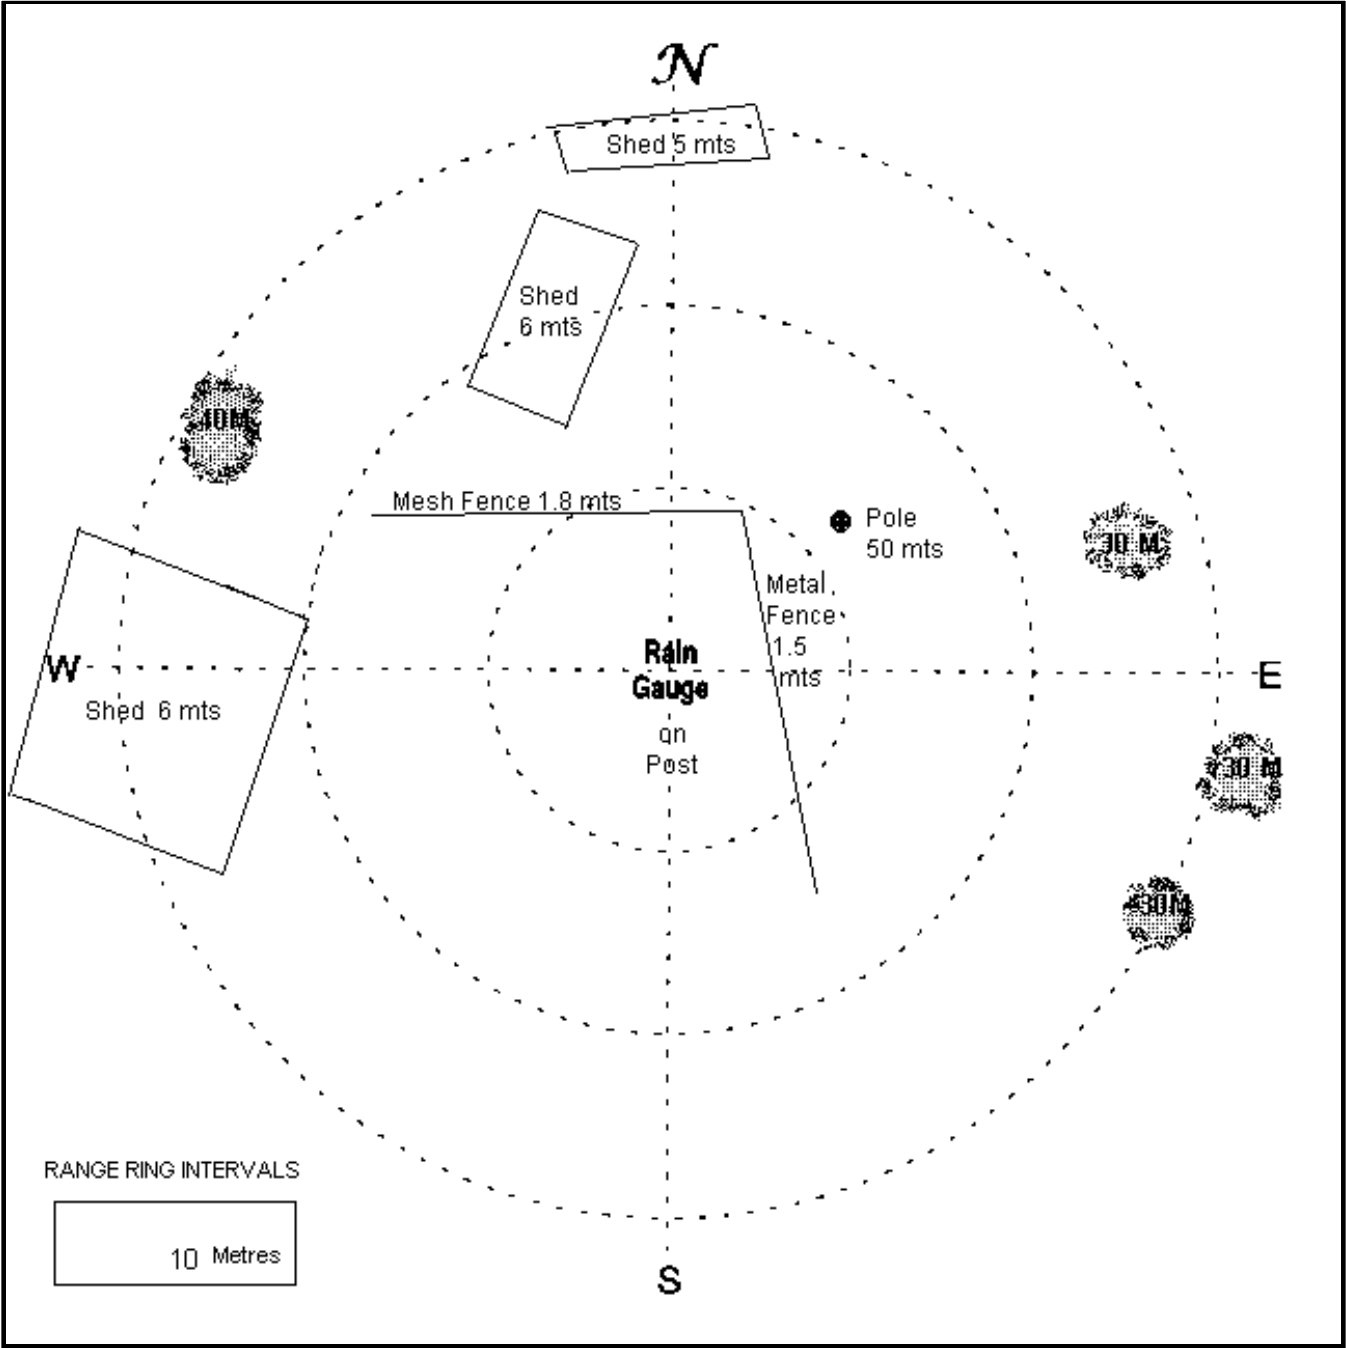 N
Shed 5 mts
Shed
6 mts
40M
Mesh Fence 1.8 mts
Pole
50 mts
30 M
Metal
Fence
1.5
mts
Rain
Gauge
on
Post
W
E
Shed 6 mts
30 M
30M
RANGE RING INTERVALS
10 Metres
S